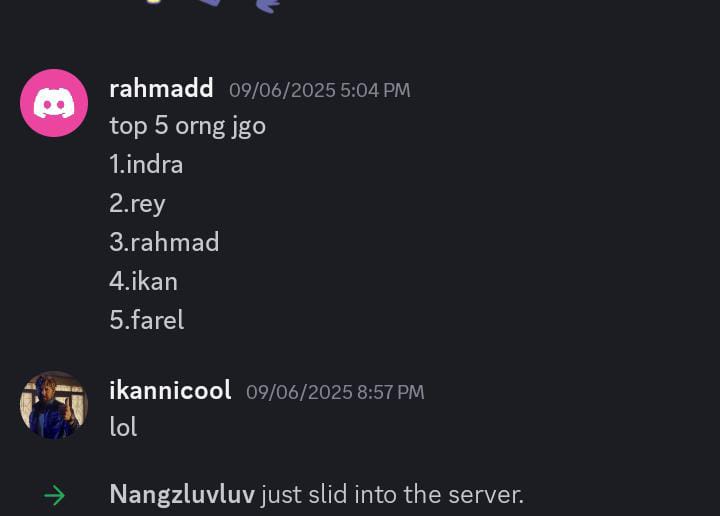 rahmadd 09/06/2025 5:04 PM
top 5 orng jgo
1.indra
2.rey
3.rahmad
4.ikan
5.farel
ikannicool 09/06/2025 8:57 PM
lol
Nangzluvluv just slid into the server.